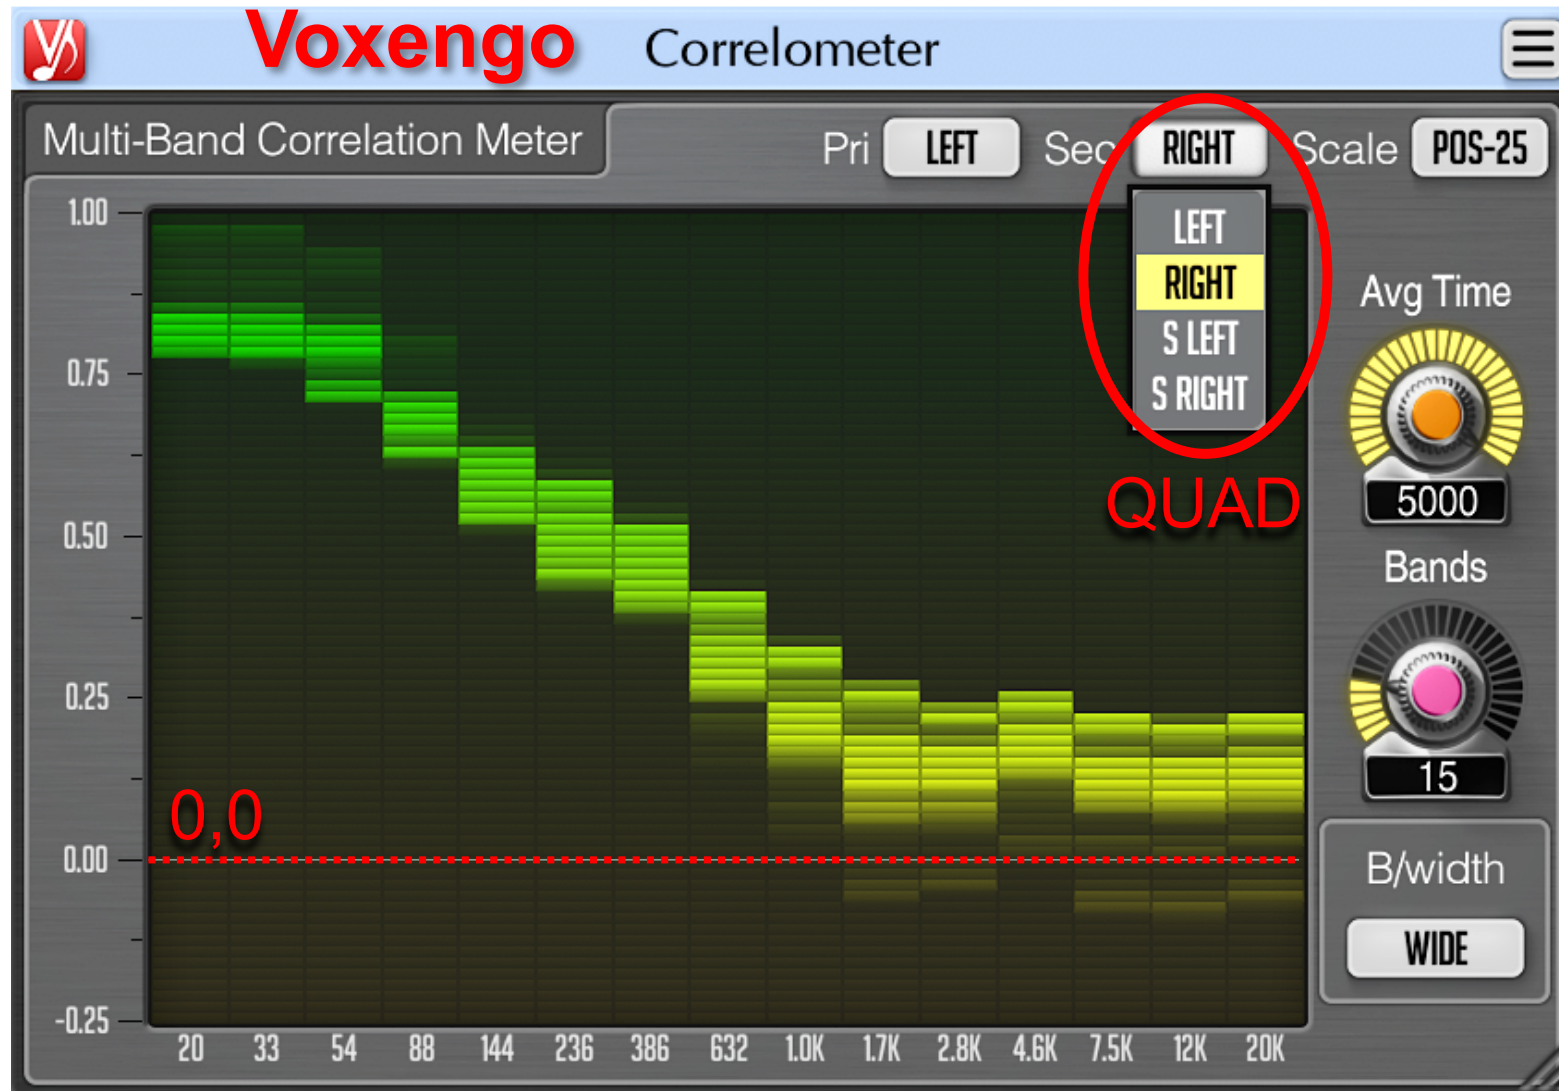 Voxengo Correlometer
Multi-Band Correlation Meter
Pri LEFT Sec RIGHT Scale POS-25
LEFT
RIGHT
S LEFT
S RIGHT
QUAD
Avg Time
5000
Bands
15
B/width
WIDE
1.00
0.75
0.50
0.25
0,0
0.00
-0.25
20 33 54 88 144 236 386 632 1.0K 1.7K 2.8K 4.6K 7.5K 12K 20K